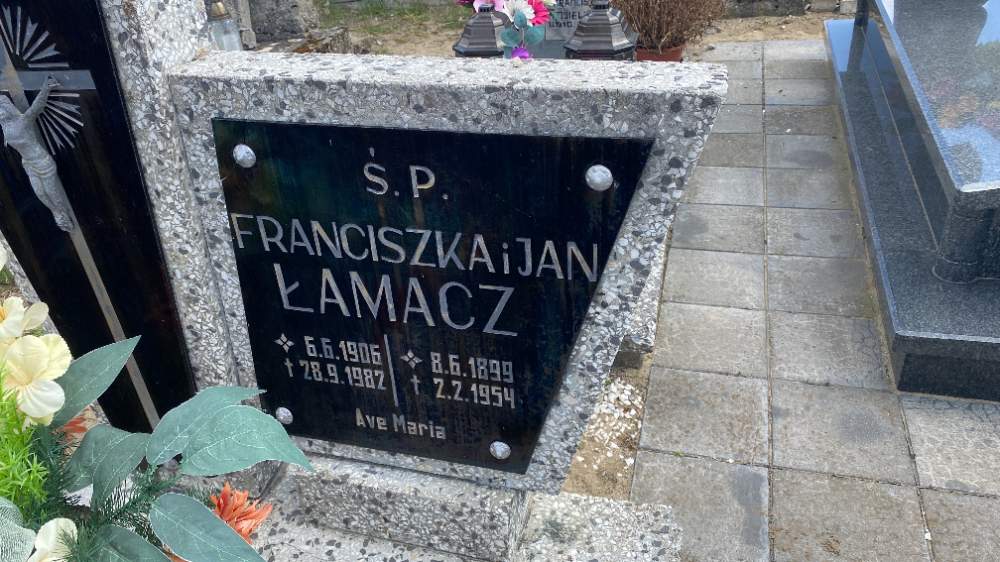 Ś.P.
FRANCISZKA i JAN
ŁAMACZ
6.6.1906 8.6.1899
† 28.9.1982 † 2.2.1954
Ave Maria